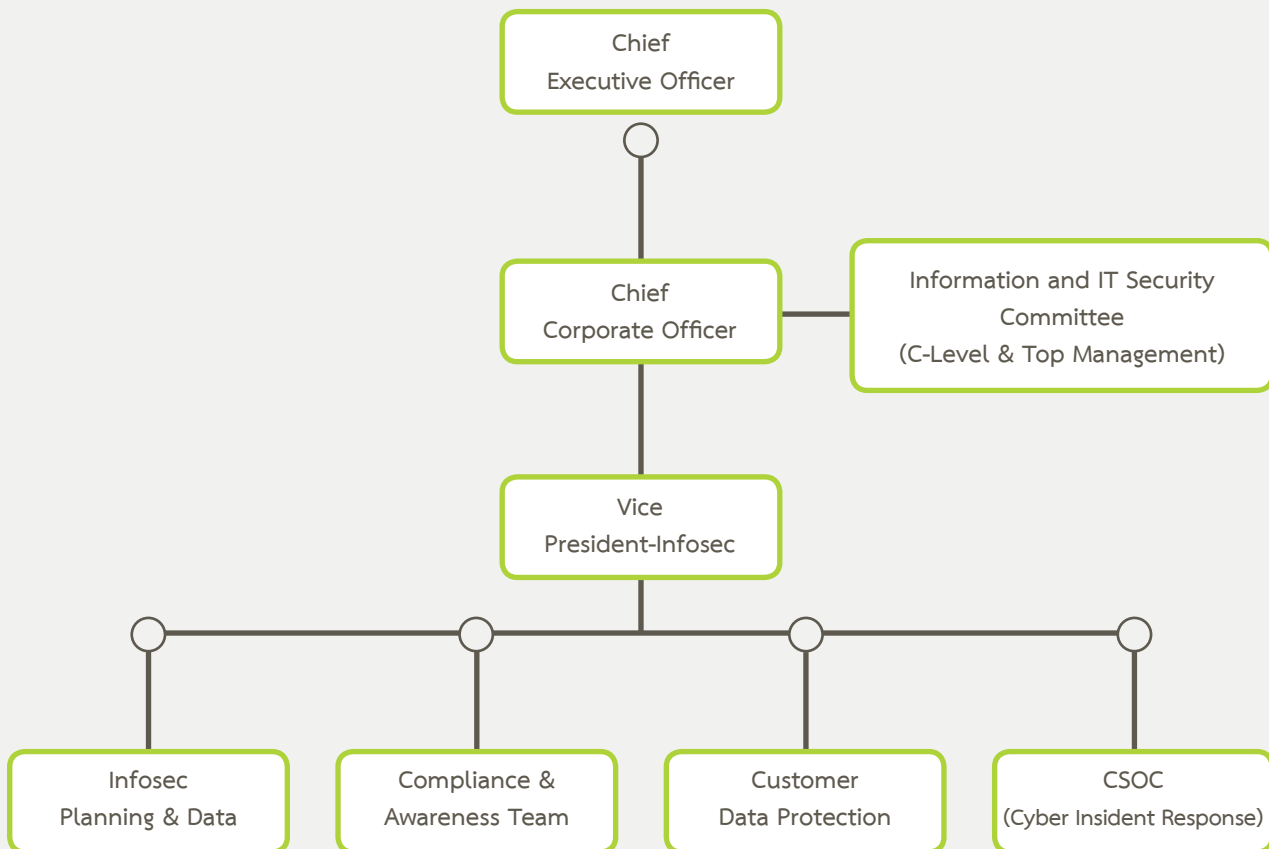 Chief
Executive Officer
Chief
Corporate Officer
Information and IT Security
Committee
(C-Level & Top Management)
Vice
President-Infosec
Infosec
Planning & Data
Compliance &
Awareness Team
Customer
Data Protection
CSOC
(Cyber Insident Response)